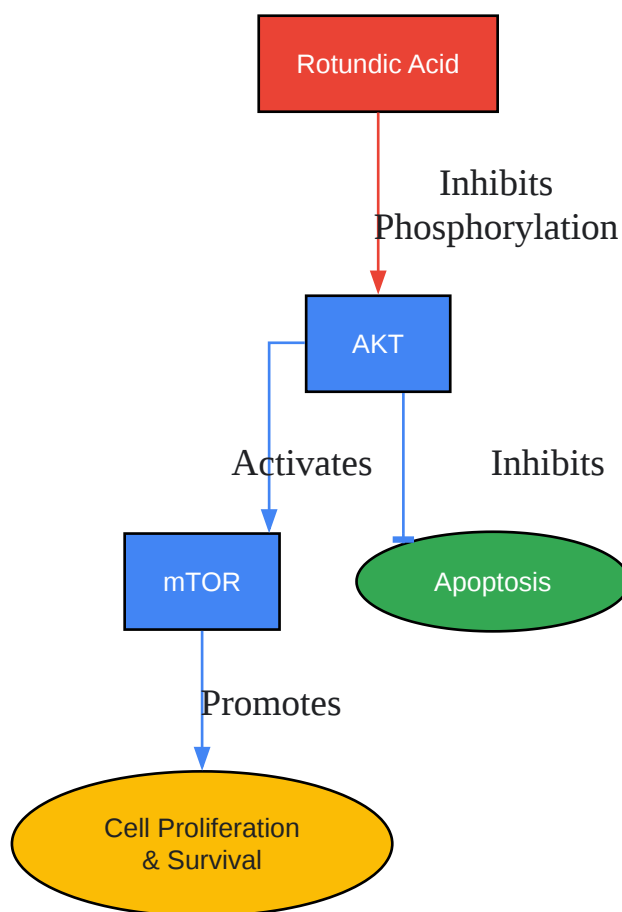 Rotundic Acid
Inhibits
Phosphorylation
AKT
Activates
Inhibits
mTOR
Apoptosis
Promotes
Cell Proliferation
& Survival